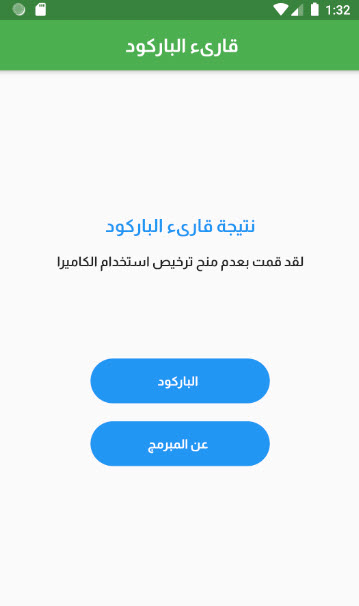 1:32
قارىء الباركود
نتيجة قارىء الباركود
لقد قمت بعدم منح ترخيص استخدام الكاميرا
الباركود
عن المبرمج